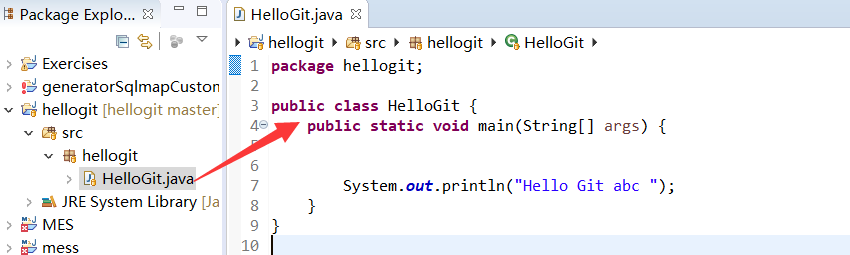 Package Explo...
Exercises
generatorSqlmapCustom
hellogit [hellogit master]
src
hellogit
HelloGit.java
JRE System Library [Ja
MES
mess
HelloGit.java
hellogit src hellogit HelloGit
1 package hellogit;
2
3 public class HelloGit {
4 public static void main(String[] args) {
6
7 System.out.println("Hello Git abc ");
8 }
9 }
10